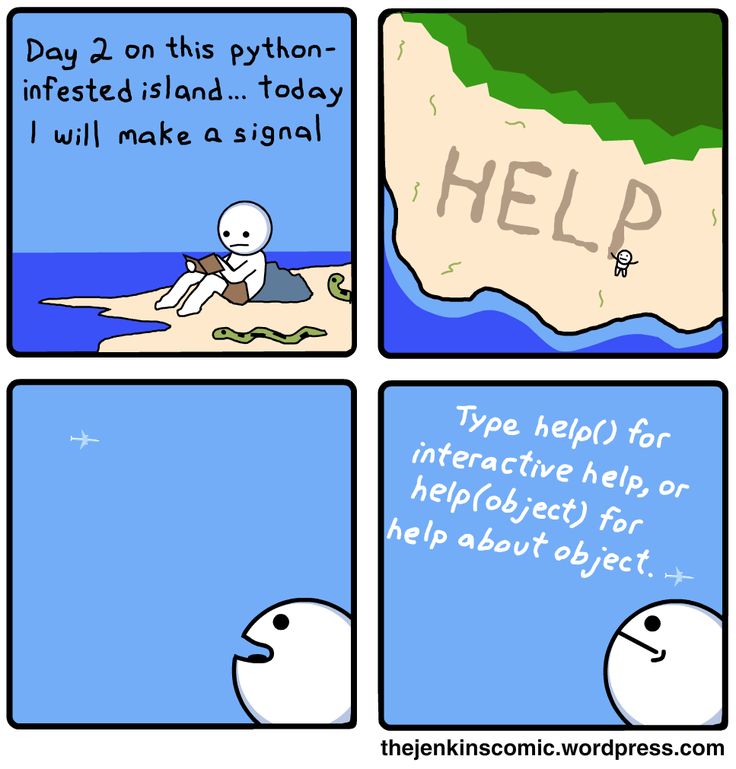 Day 2 on this python-
infested island... today
I will make a signal
HELP
Type help() for
interactive help, or
help(object) for
help about object.
thejenkinscomic.wordpress.com